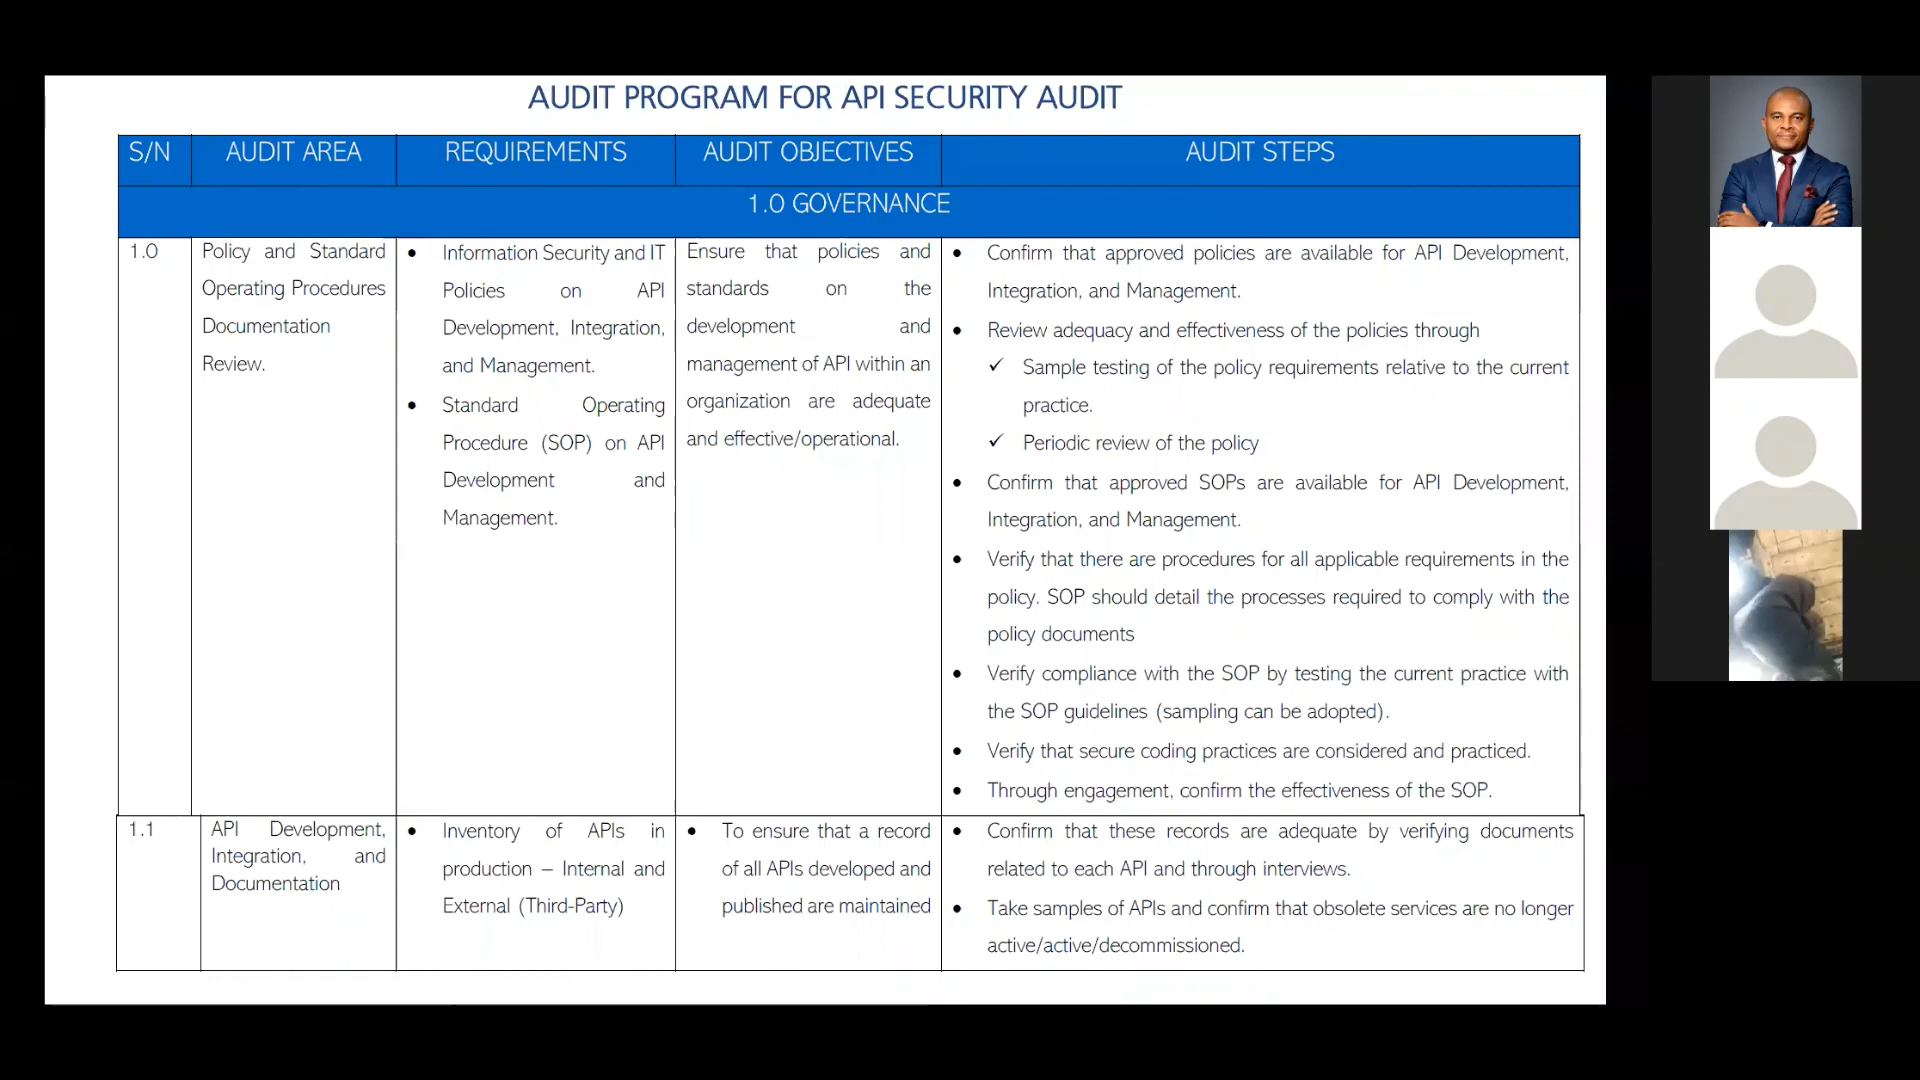 AUDIT PROGRAM FOR API SECURITY AUDIT
S/N
AUDIT AREA
REQUIREMENTS
AUDIT OBJECTIVES
AUDIT STEPS
1.0 GOVERNANCE
1.0
Policy and Standard
Operating Procedures
Documentation
Review.
• Information Security and IT
Policies on API
Development, Integration,
and Management.
• Standard Operating
Procedure (SOP) on API
Development and
Management.
Ensure that policies and
standards on the
development and
management of API within an
organization are adequate
and effective/operational.
• Confirm that approved policies are available for API Development,
Integration, and Management.
• Review adequacy and effectiveness of the policies through
✓ Sample testing of the policy requirements relative to the current
practice.
✓ Periodic review of the policy
• Confirm that approved SOPs are available for API Development,
Integration, and Management.
• Verify that there are procedures for all applicable requirements in the
policy. SOP should detail the processes required to comply with the
policy documents
• Verify compliance with the SOP by testing the current practice with
the SOP guidelines (sampling can be adopted).
• Verify that secure coding practices are considered and practiced.
• Through engagement, confirm the effectiveness of the SOP.
1.1
API Development,
Integration, and
Documentation
• Inventory of APIs in
production – Internal and
External (Third-Party)
• To ensure that a record
of all APIs developed and
published are maintained
• Confirm that these records are adequate by verifying documents
related to each API and through interviews.
• Take samples of APIs and confirm that obsolete services are no longer
active/active/decommissioned.